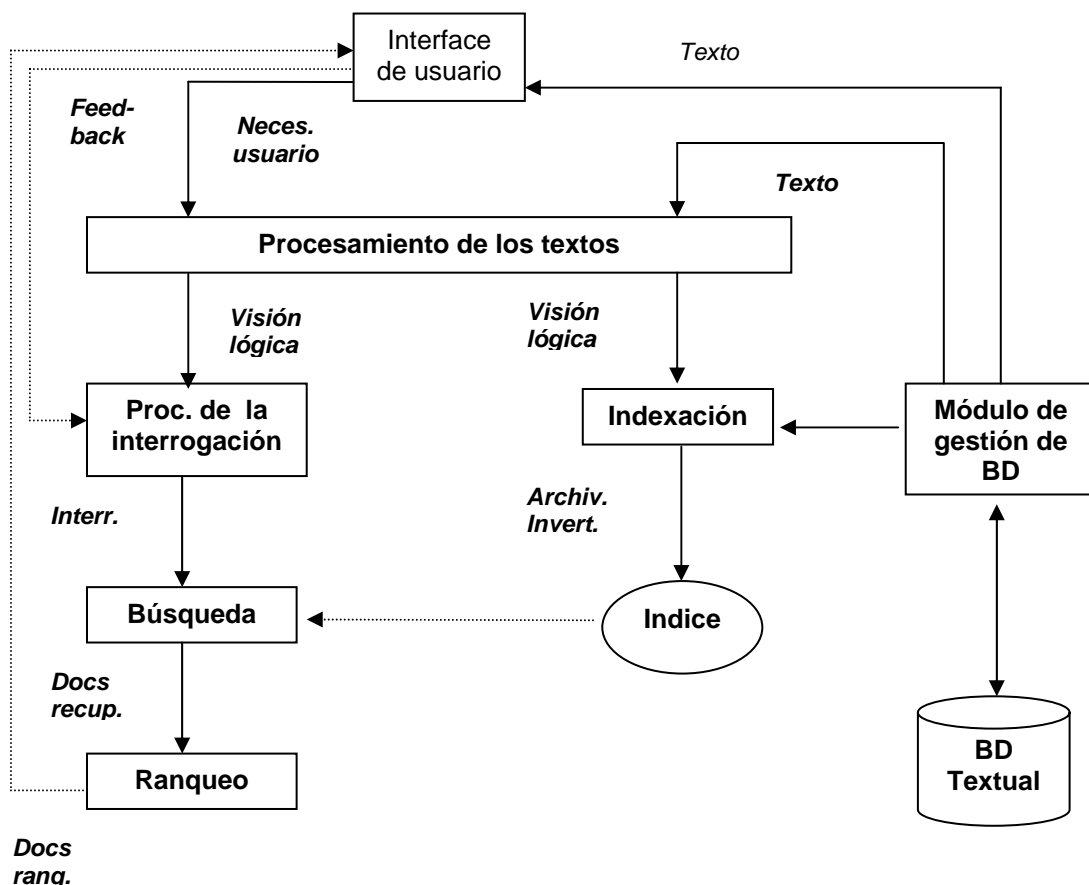 Interface
de usuario
Texto
Feed-
back
Neces.
usuario
Texto
Procesamiento de los textos
Visión
lógica
Visión
lógica
Proc. de la
interrogación
Indexación
Módulo de
gestión de
BD
Interr.
Archiv.
Invert.
Búsqueda
Indice
Docs
recup.
BD
Textual
Ranqueo
Docs
ranq.